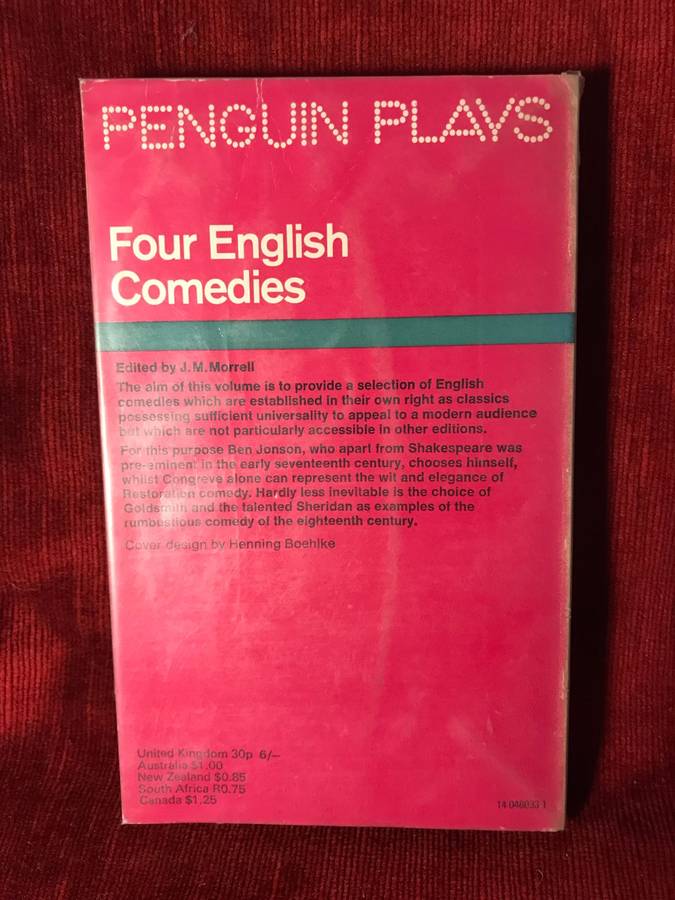 PENGUIN PLAYS
Four English
Comedies
Edited by J.M.Morrell
The aim of this volume is to provide a selection of English
comedies which are established in their own right as classics
possessing sufficient universality to appeal to a modern audience
but which are not particularly accessible in other editions.
For this purpose Ben Jonson, who apart from Shakespeare was
pre-eminent in the early seventeenth century, chooses himself,
whilst Congreve alone can represent the wit and elegance of
Restoration comedy. Hardly less inevitable is the choice of
Goldsmith and the talented Sheridan as examples of the
rumbustious comedy of the eighteenth century.
Cover design by Henning Boehlke
United Kingdom 30p 6/–
Australia $1.00
New Zealand $0.85
South Africa R0.75
Canada $1.25
14 046033 1